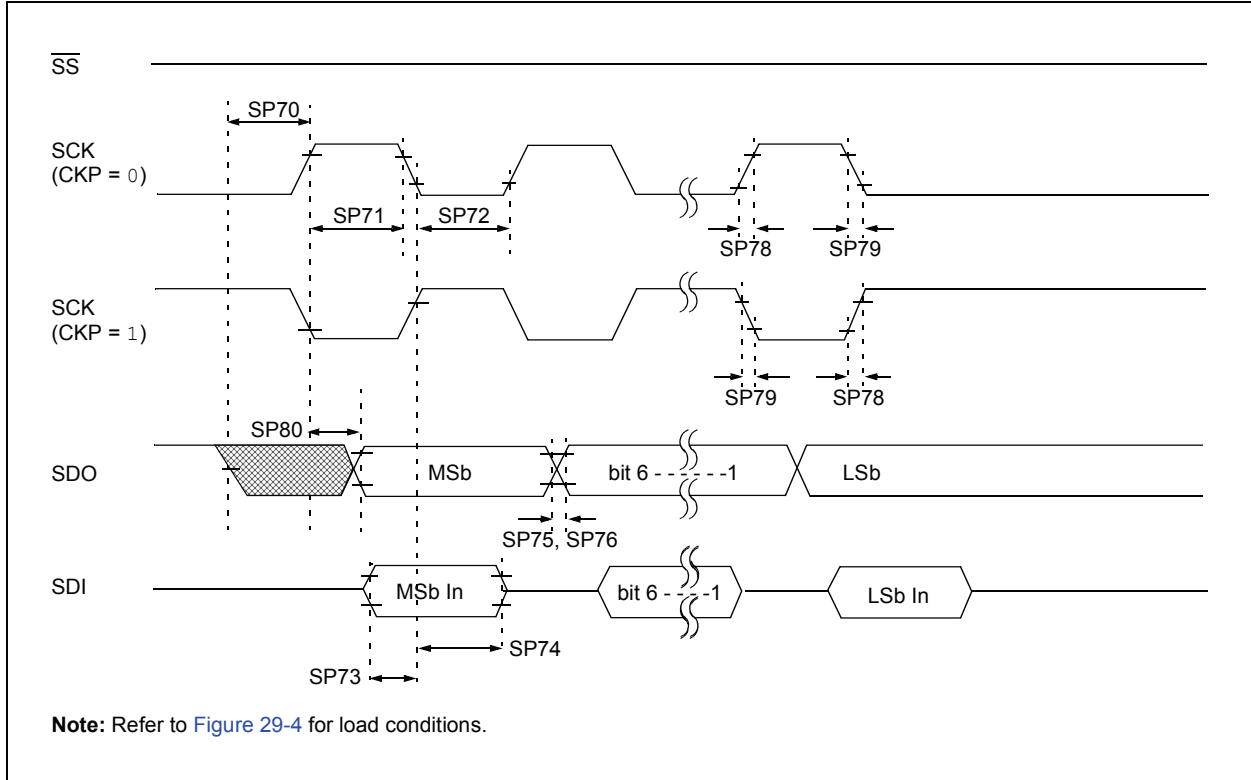 SS
SP70
SCK
(CKP = 0)
SP71
SP72
SP78
SP79
SCK
(CKP = 1)
SP79
SP78
SP80
SDO
MSb
bit 6 - - - - - - -1
LSb
SP75, SP76
SDI
MSb In
bit 6 - - - - -1
LSb In
SP74
SP73
Note: Refer to Figure 29-4 for load conditions.